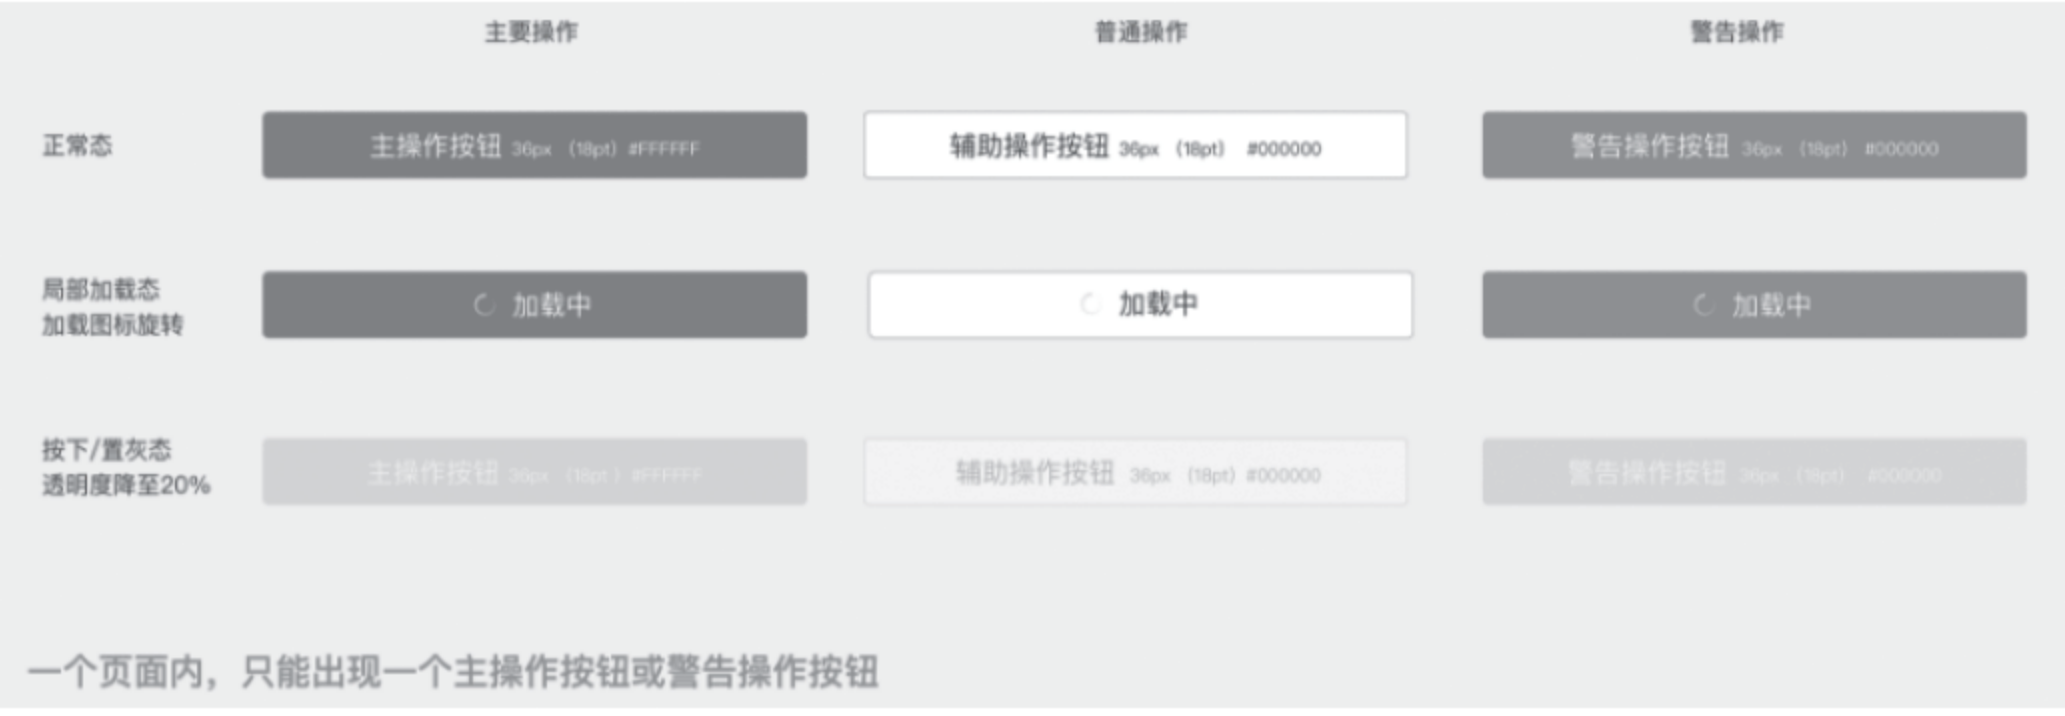 主要操作 普通操作 警告操作
正常态 主操作按钮 36px (18pt) #FFFFFF 辅助操作按钮 36px (18pt) #000000 警告操作按钮 36px (18pt) #000000
局部加载态
加载图标旋转 加载中 加载中 加载中
按下/置灰态
透明度降至20% 主操作按钮 36px (18pt ) #FFFFFF 辅助操作按钮 36px (18pt) #000000 警告操作按钮 36px (18pt) #000000
一个页面内，只能出现一个主操作按钮或警告操作按钮